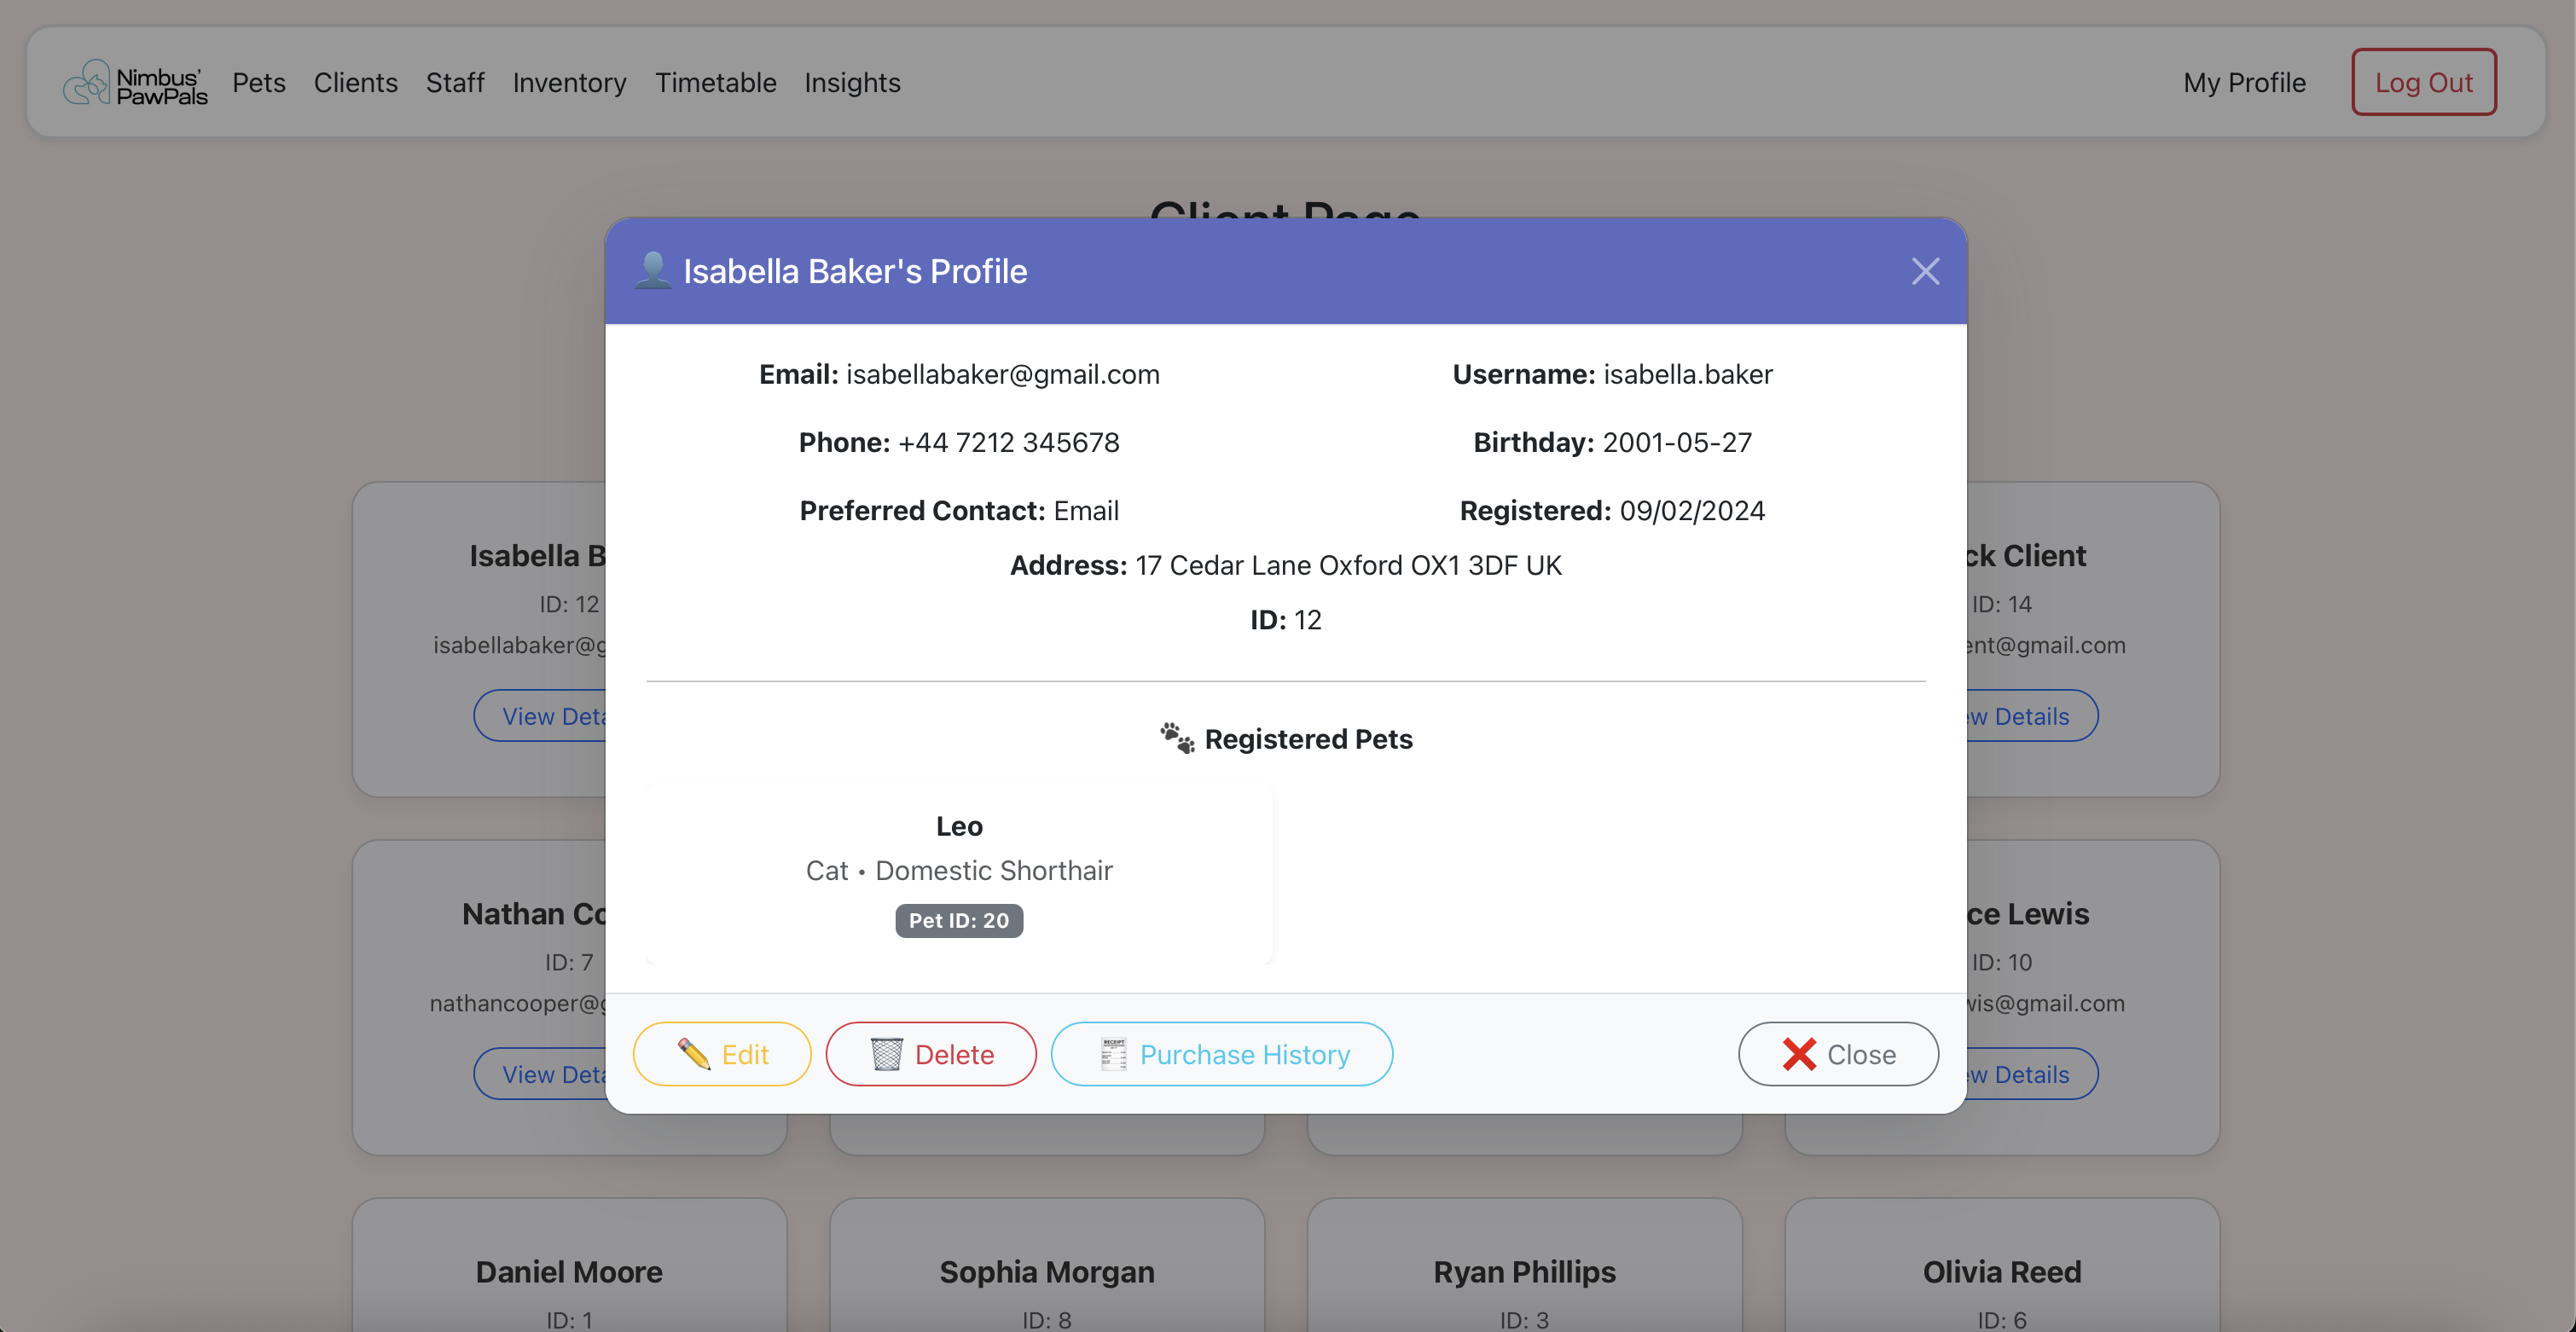 Nimbus'
PawPals
Pets Clients Staff Inventory Timetable Insights
My Profile
Log Out
Client Page
Isabella Baker's Profile
Email: isabellabaker@gmail.com
Username: isabella.baker
Phone: +44 7212 345678
Birthday: 2001-05-27
Preferred Contact: Email
Registered: 09/02/2024
Address: 17 Cedar Lane Oxford OX1 3DF UK
ID: 12
Registered Pets
Leo
Cat • Domestic Shorthair
Pet ID: 20
Edit
Delete
Purchase History
Close
Isabella B
ID: 12
isabellabaker@g
View Deta
ck Client
ID: 14
ent@gmail.com
ew Details
Nathan Co
ID: 7
nathancooper@g
View Deta
ce Lewis
ID: 10
wis@gmail.com
ew Details
Daniel Moore
ID: 1
Sophia Morgan
ID: 8
Ryan Phillips
ID: 3
Olivia Reed
ID: 6